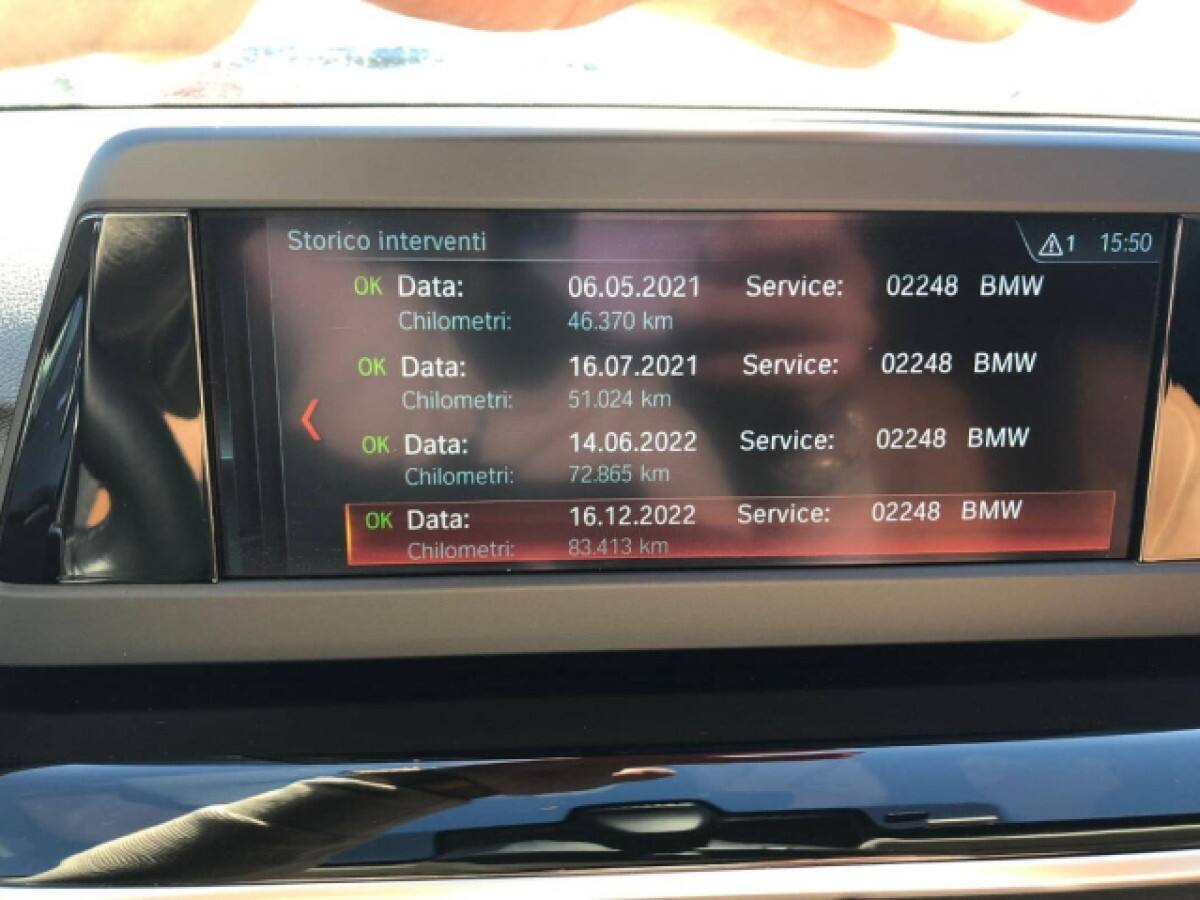 Storico interventi 1 15:50
OK Data: 06.05.2021 Service: 02248 BMW
Chilometri: 46.370 km
OK Data: 16.07.2021 Service: 02248 BMW
Chilometri: 51.024 km
OK Data: 14.06.2022 Service: 02248 BMW
Chilometri: 72.865 km
OK Data: 16.12.2022 Service: 02248 BMW
Chilometri: 83.413 km